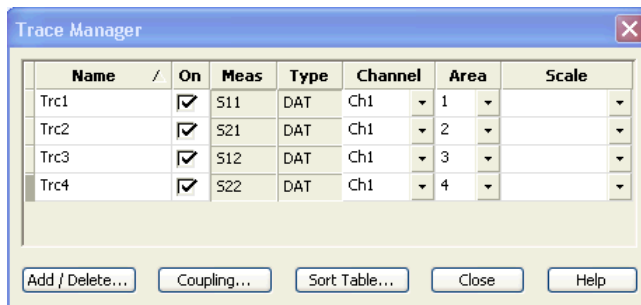 Trace Manager
Name / On Meas Type Channel Area Scale
Trc1 S11 DAT Ch1 1
Trc2 S21 DAT Ch1 2
Trc3 S12 DAT Ch1 3
Trc4 S22 DAT Ch1 4
Add / Delete... Coupling... Sort Table... Close Help